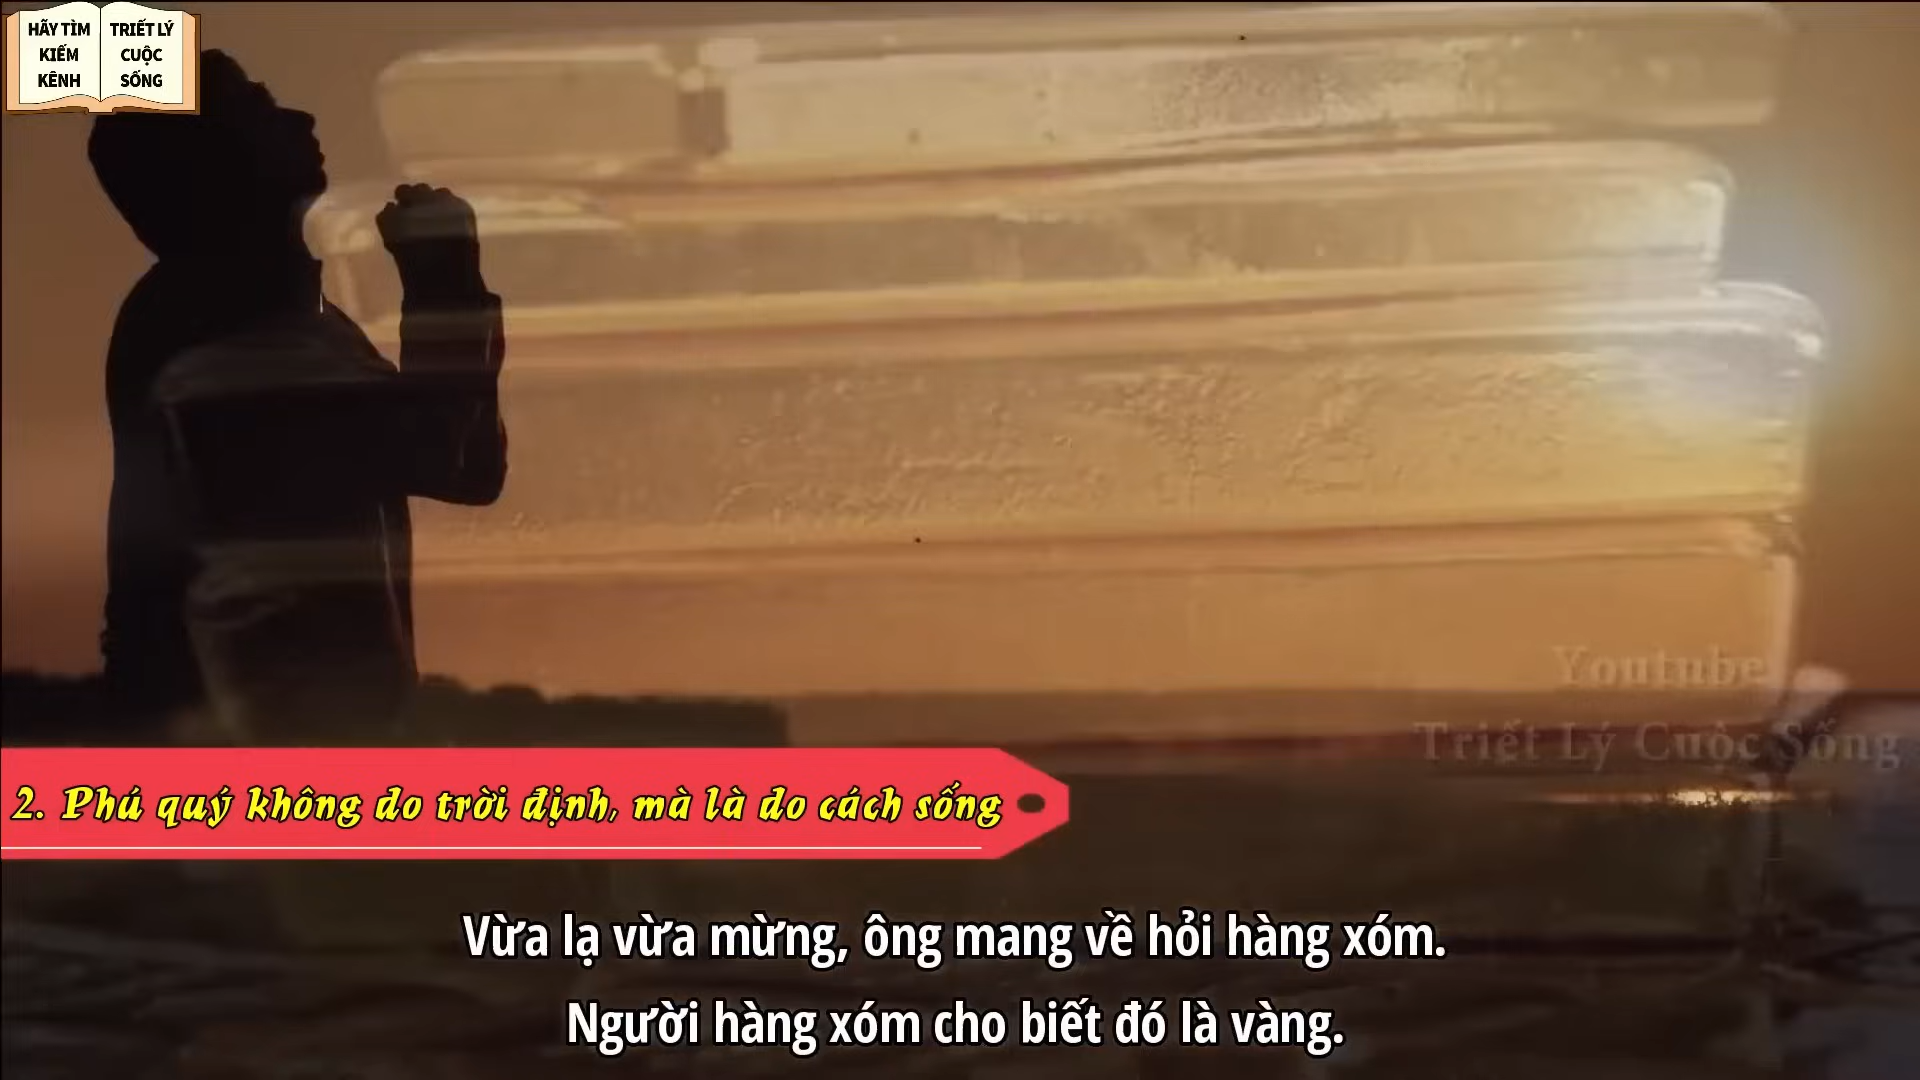 HÃY TÌM
KIẾM
KÊNH
TRIẾT LÝ
CUỘC
SỐNG
Youtube
Triết Lý Cuộc Sống
2. Phú quý không do trời định, mà là do cách sống
Vừa lạ vừa mừng, ông mang về hỏi hàng xóm.
Người hàng xóm cho biết đó là vàng.